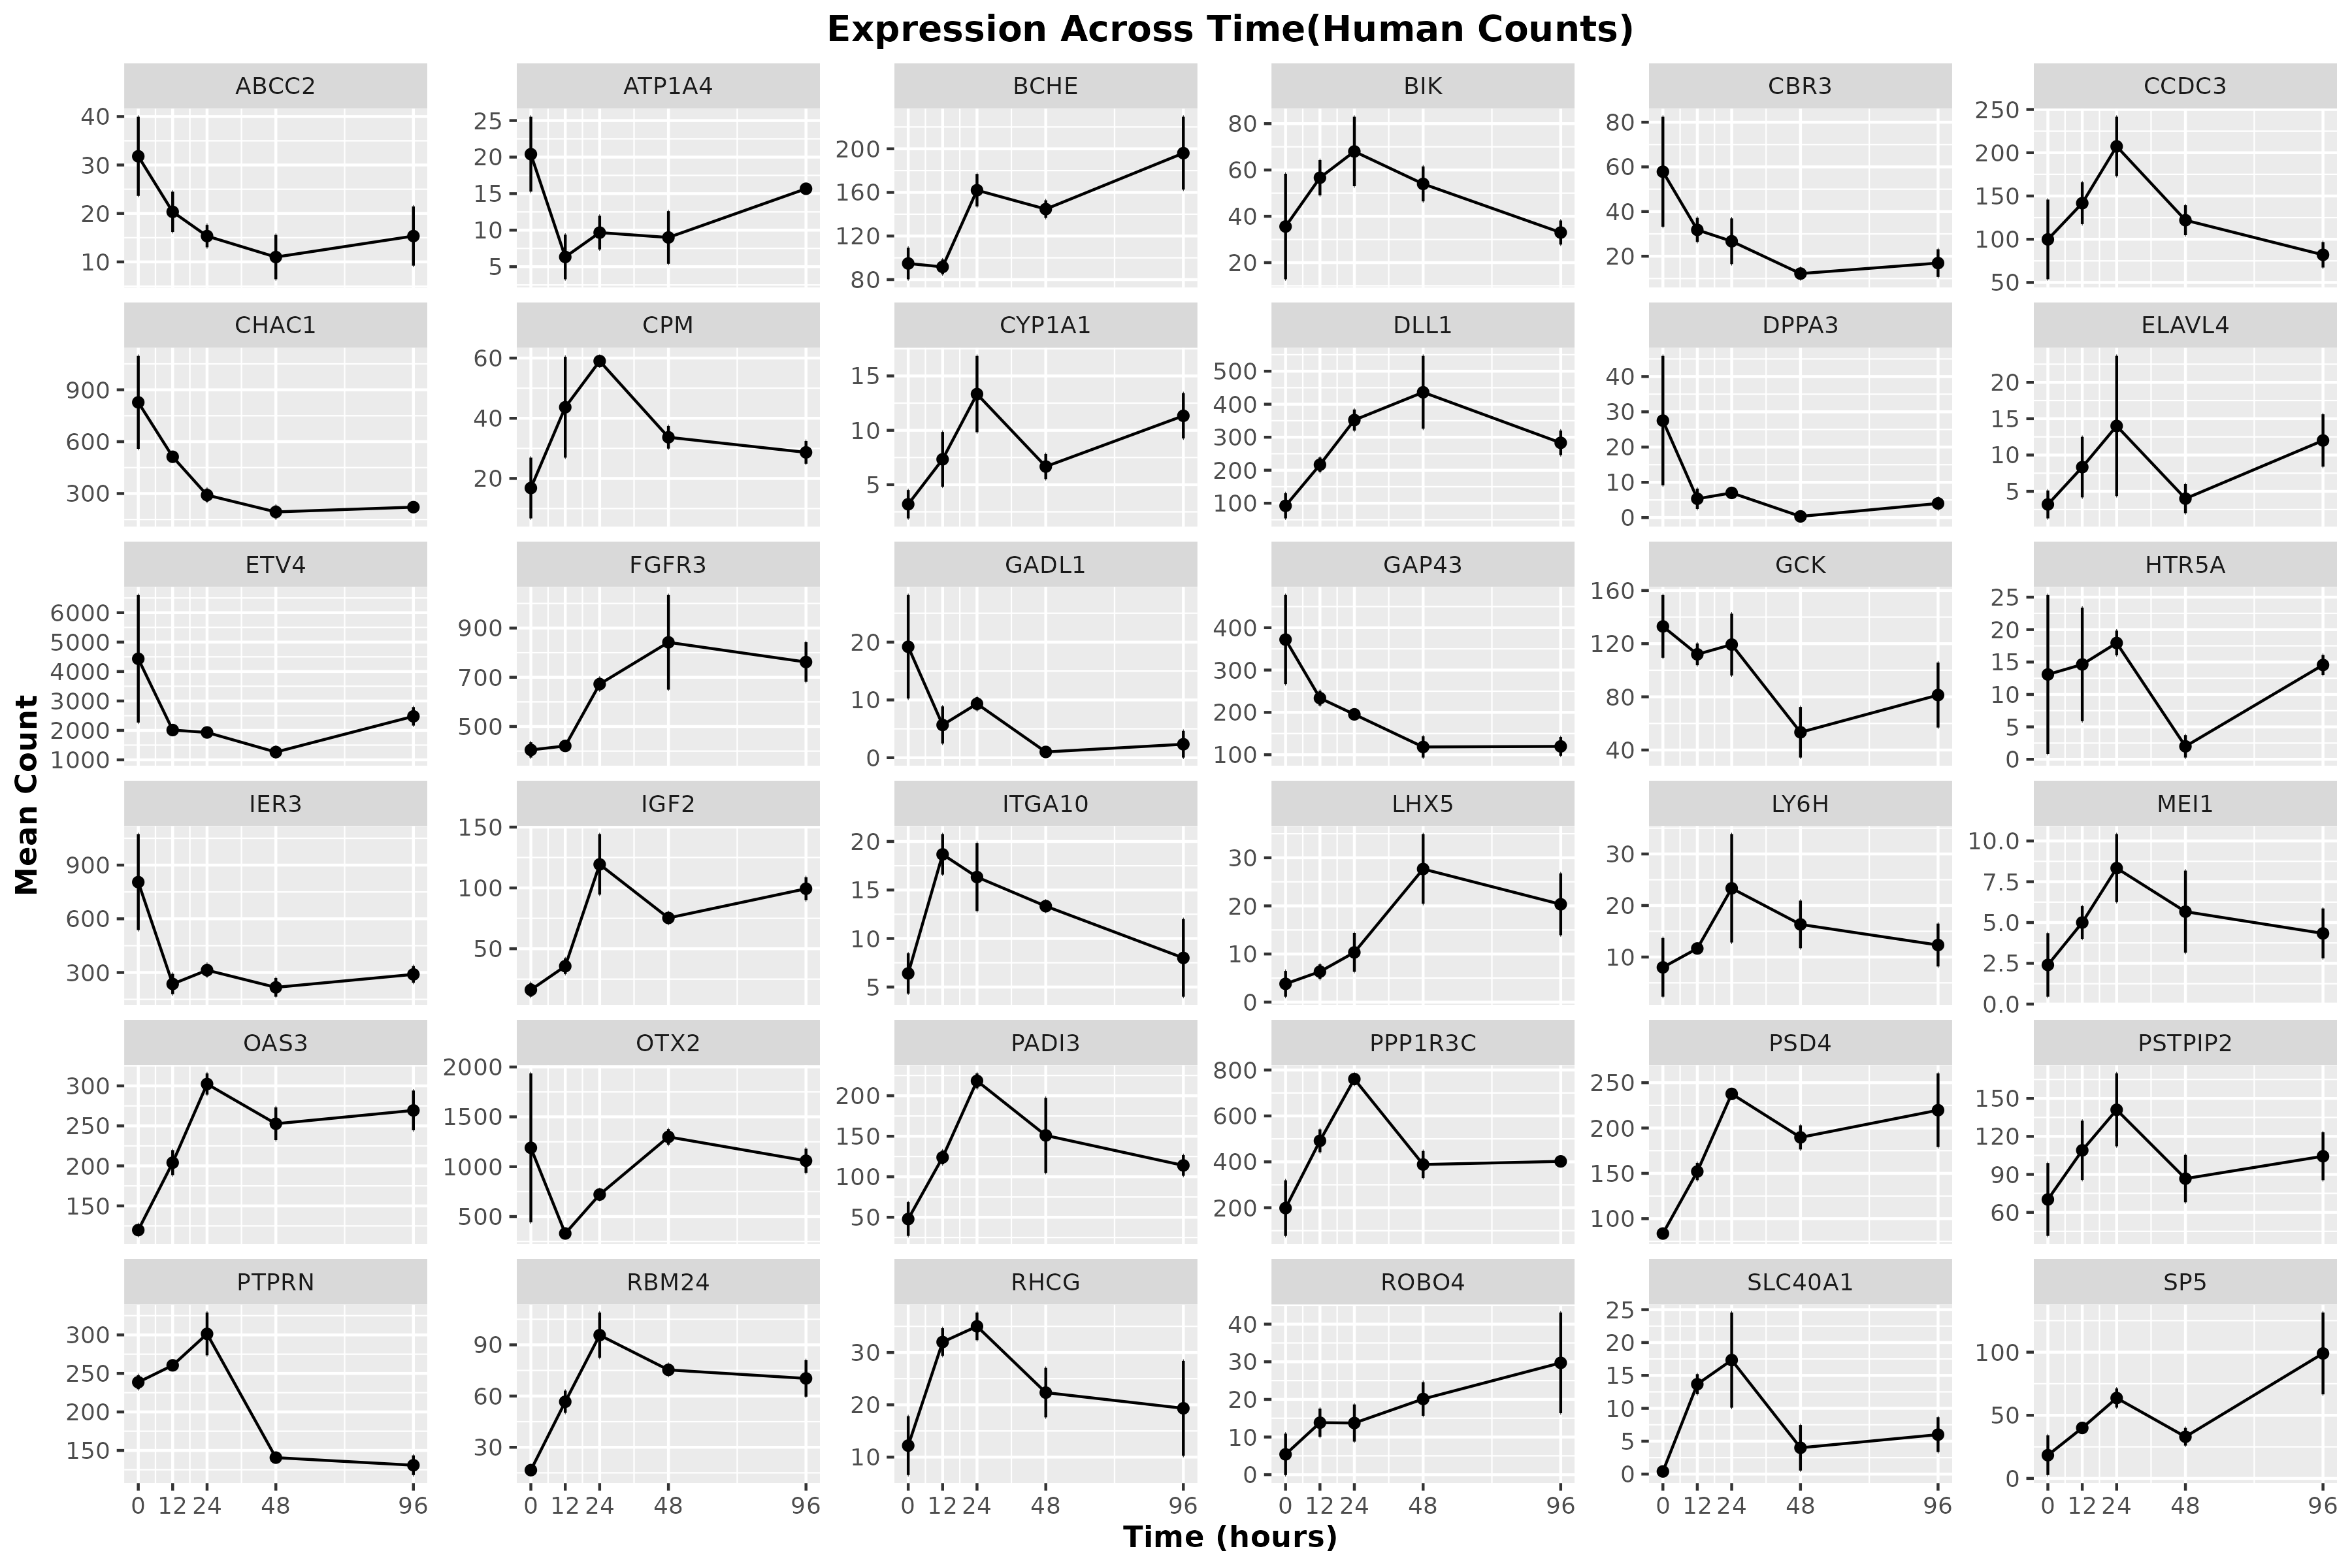 Expression Across Time(Human Counts)
ABCC2 ATP1A4 BCHE BIK CBR3 CCDC3
40 30 20 10
25 20 15 10 5
200 160 120 80
80 60 40 20
80 60 40 20
250 200 150 100 50
CHAC1 CPM CYP1A1 DLL1 DPPA3 ELAVL4
900 600 300
60 40 20
15 10 5
500 400 300 200 100
40 30 20 10 0
20 15 10 5
ETV4 FGFR3 GADL1 GAP43 GCK HTR5A
6000 5000 4000 3000 2000 1000
900 700 500
20 10 0
400 300 200 100
160 120 80 40
25 20 15 10 5 0
Mean Count
IER3 IGF2 ITGA10 LHX5 LY6H MEI1
900 600 300
150 100 50
20 15 10 5
30 20 10 0
30 20 10
10.0 7.5 5.0 2.5 0.0
OAS3 OTX2 PADI3 PPP1R3C PSD4 PSTPIP2
300 250 200 150
2000 1500 1000 500
200 150 100 50
800 600 400 200
250 200 150 100
150 120 90 60
PTPRN RBM24 RHCG ROBO4 SLC40A1 SP5
300 250 200 150
90 60 30
30 20 10
40 30 20 10 0
25 20 15 10 5 0
100 50 0
0 12 24 48 96 0 12 24 48 96 0 12 24 48 96 0 12 24 48 96 0 12 24 48 96 0 12 24 48 96
Time (hours)